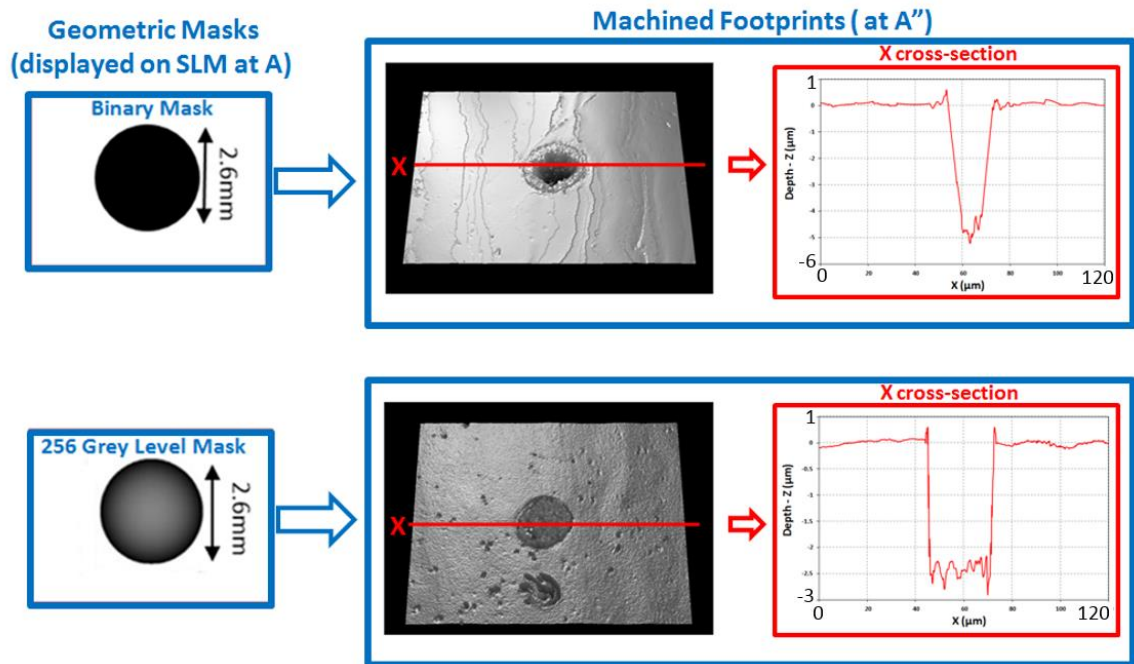 Geometric Masks
(displayed on SLM at A)
Machined Footprints ( at A”)
Binary Mask
2.6mm
X
X cross-section
1
0
-1
-2
-3
-4
-5
-6
Depth - Z (µm)
0
20
40
60
80
100
120
X (µm)
256 Grey Level Mask
2.6mm
X
X cross-section
1
0
-0.5
-1
-1.5
-2
-2.5
-3
Depth - Z (µm)
0
20
40
60
80
100
120
X (µm)